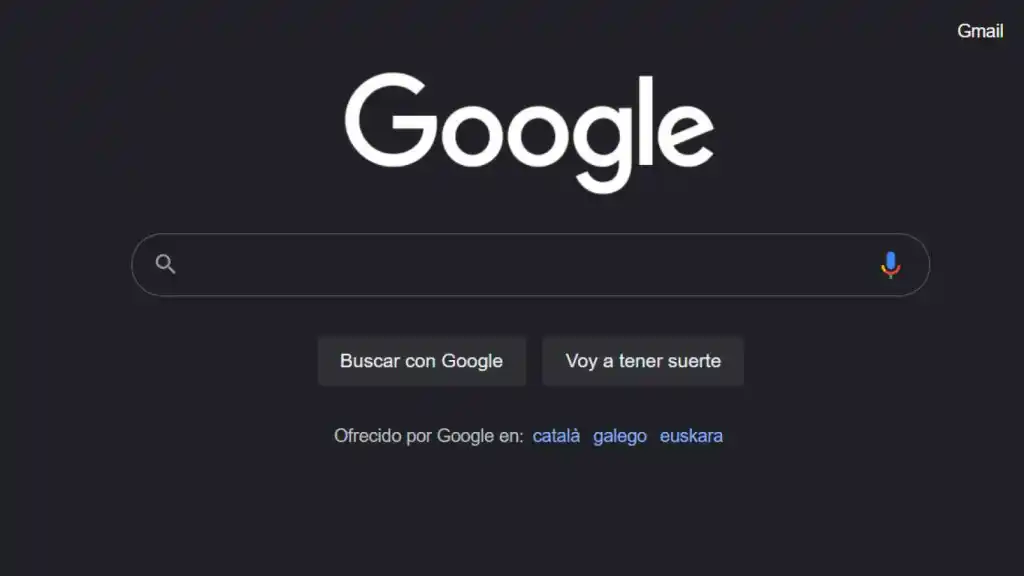 Gmail
Google
Buscar con Google
Voy a tener suerte
Ofrecido por Google en: català galego euskara